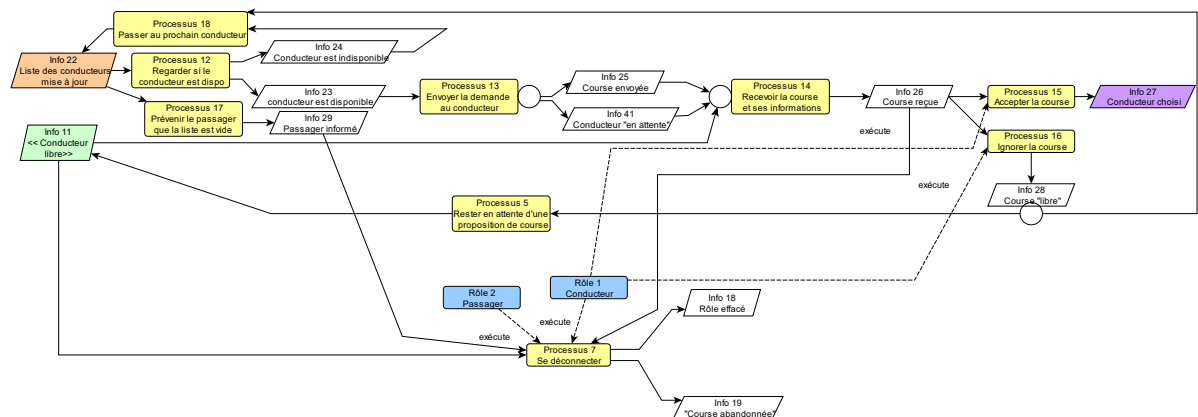 Processus 18
Passer au prochain conducteur
Info 24
Conducteur est indisponible
Info 22
Liste des conducteurs
mise à jour
Processus 12
Regarder si le
conducteur est dispo
Info 23
conducteur est disponible
Processus 13
Envoyer la demande
au conducteur
Info 25
Course envoyée
Info 41
Conducteur "en attente"
Processus 14
Recevoir la course
et ses informations
Info 26
Course reçue
Processus 15
Accepter la course
Info 27
Conducteur choisi
Processus 17
Prévenir le passager
que la liste est vide
Info 29
Passager informé
Info 11
<< Conducteur
libre>>
exécute
Processus 16
Ignorer la course
exécute
Info 28
Course "libre"
Processus 5
Rester en attente d'une
proposition de course
Rôle 2
Passager
Rôle 1
Conducteur
Info 18
Rôle effacé
exécute
exécute
Processus 7
Se déconnecter
Info 19
"Course abandonnée"